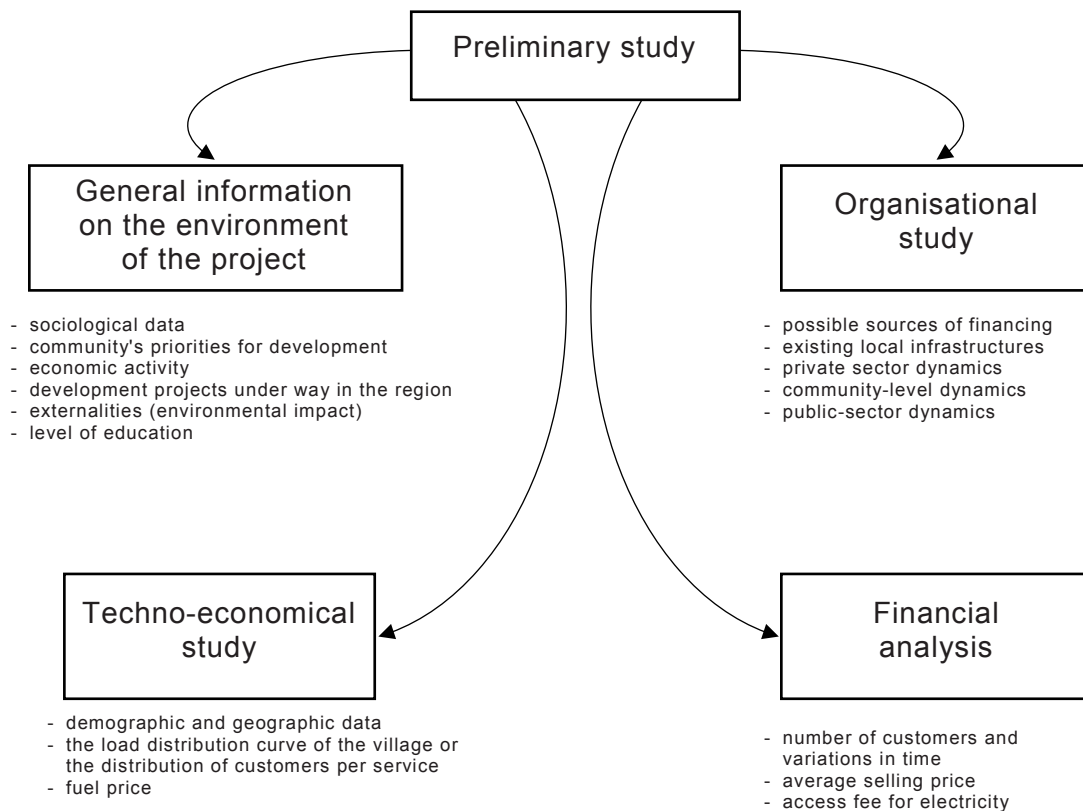 Preliminary study
General information
on the environment
of the project
- sociological data
- community's priorities for development
- economic activity
- development projects under way in the region
- externalities (environmental impact)
- level of education
Organisational
study
- possible sources of financing
- existing local infrastructures
- private sector dynamics
- community-level dynamics
- public-sector dynamics
Techno-economical
study
- demographic and geographic data
- the load distribution curve of the village or
the distribution of customers per service
- fuel price
Financial
analysis
- number of customers and
variations in time
- average selling price
- access fee for electricity